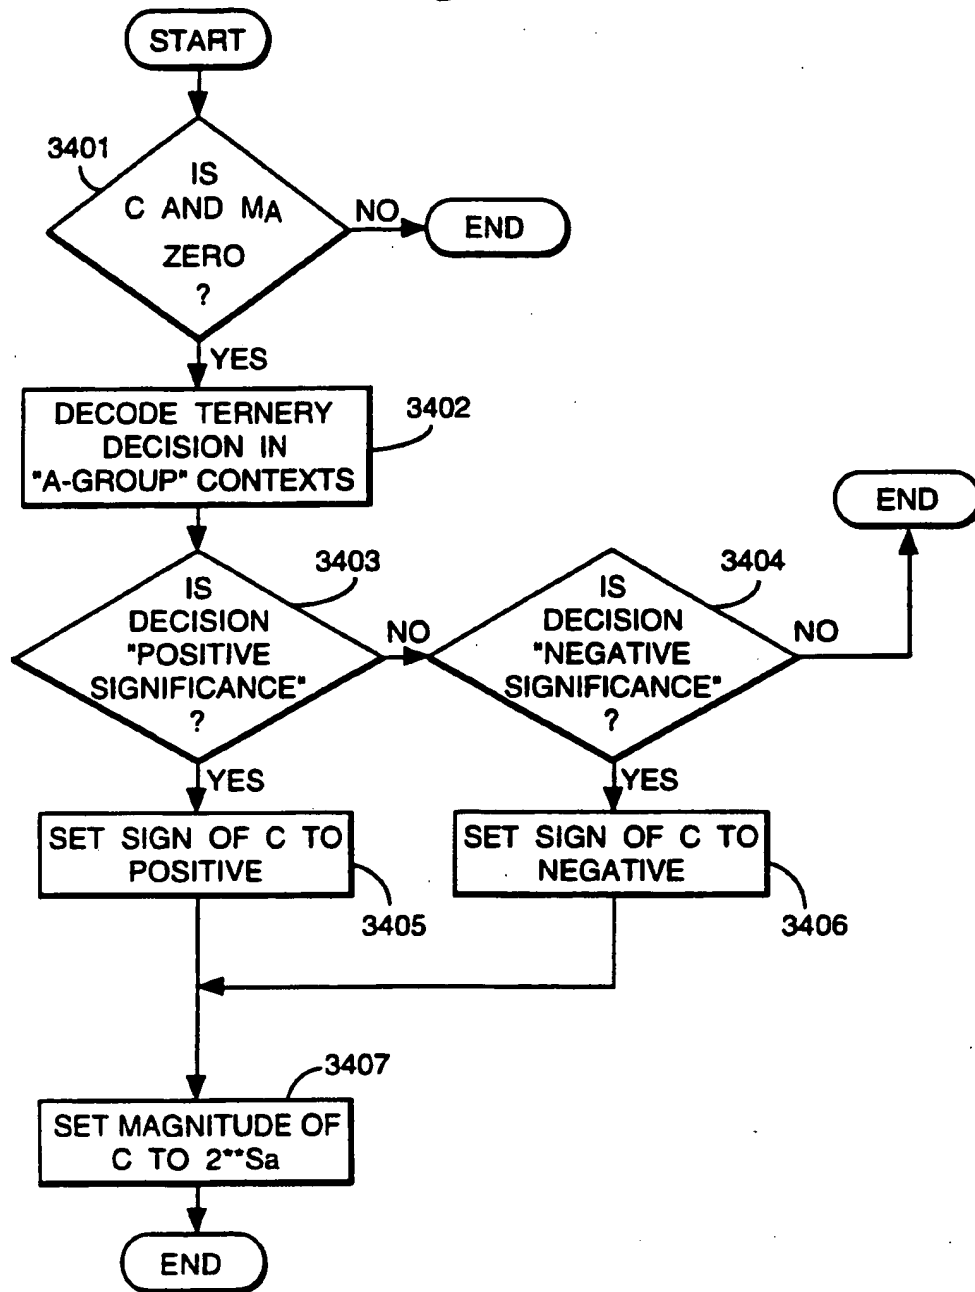 START
3401
IS
C AND MA
ZERO
?
NO
END
YES
DECODE TERNERY
DECISION IN
"A-GROUP" CONTEXTS
3402
END
3403
IS
DECISION
"POSITIVE
SIGNIFICANCE"
?
NO
3404
IS
DECISION
"NEGATIVE
SIGNIFICANCE"
?
NO
YES
YES
SET SIGN OF C TO
POSITIVE
3405
SET SIGN OF C TO
NEGATIVE
3406
3407
SET MAGNITUDE OF
C TO 2**Sa
END